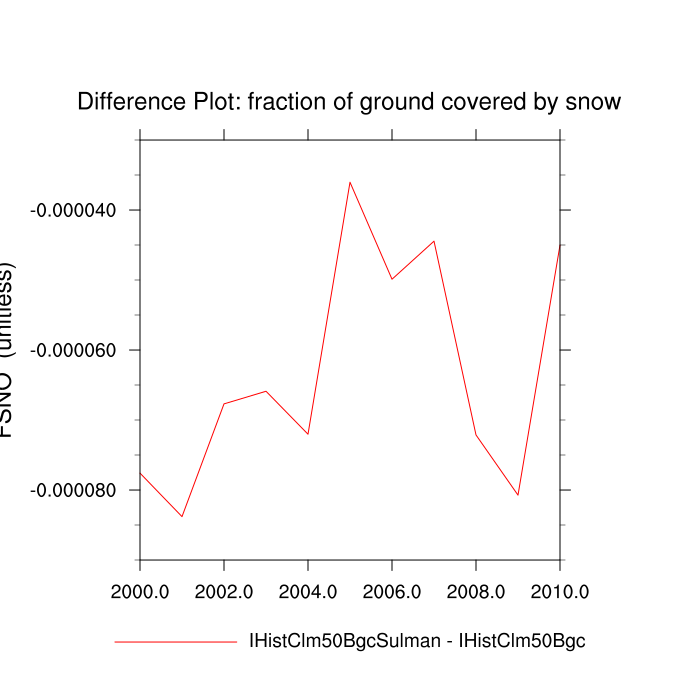 Difference Plot: fraction of ground covered by snow
FSNO (unitless)
-0.000040
-0.000060
-0.000080
2000.0 2002.0 2004.0 2006.0 2008.0 2010.0
IHistClm50BgcSulman - IHistClm50Bgc